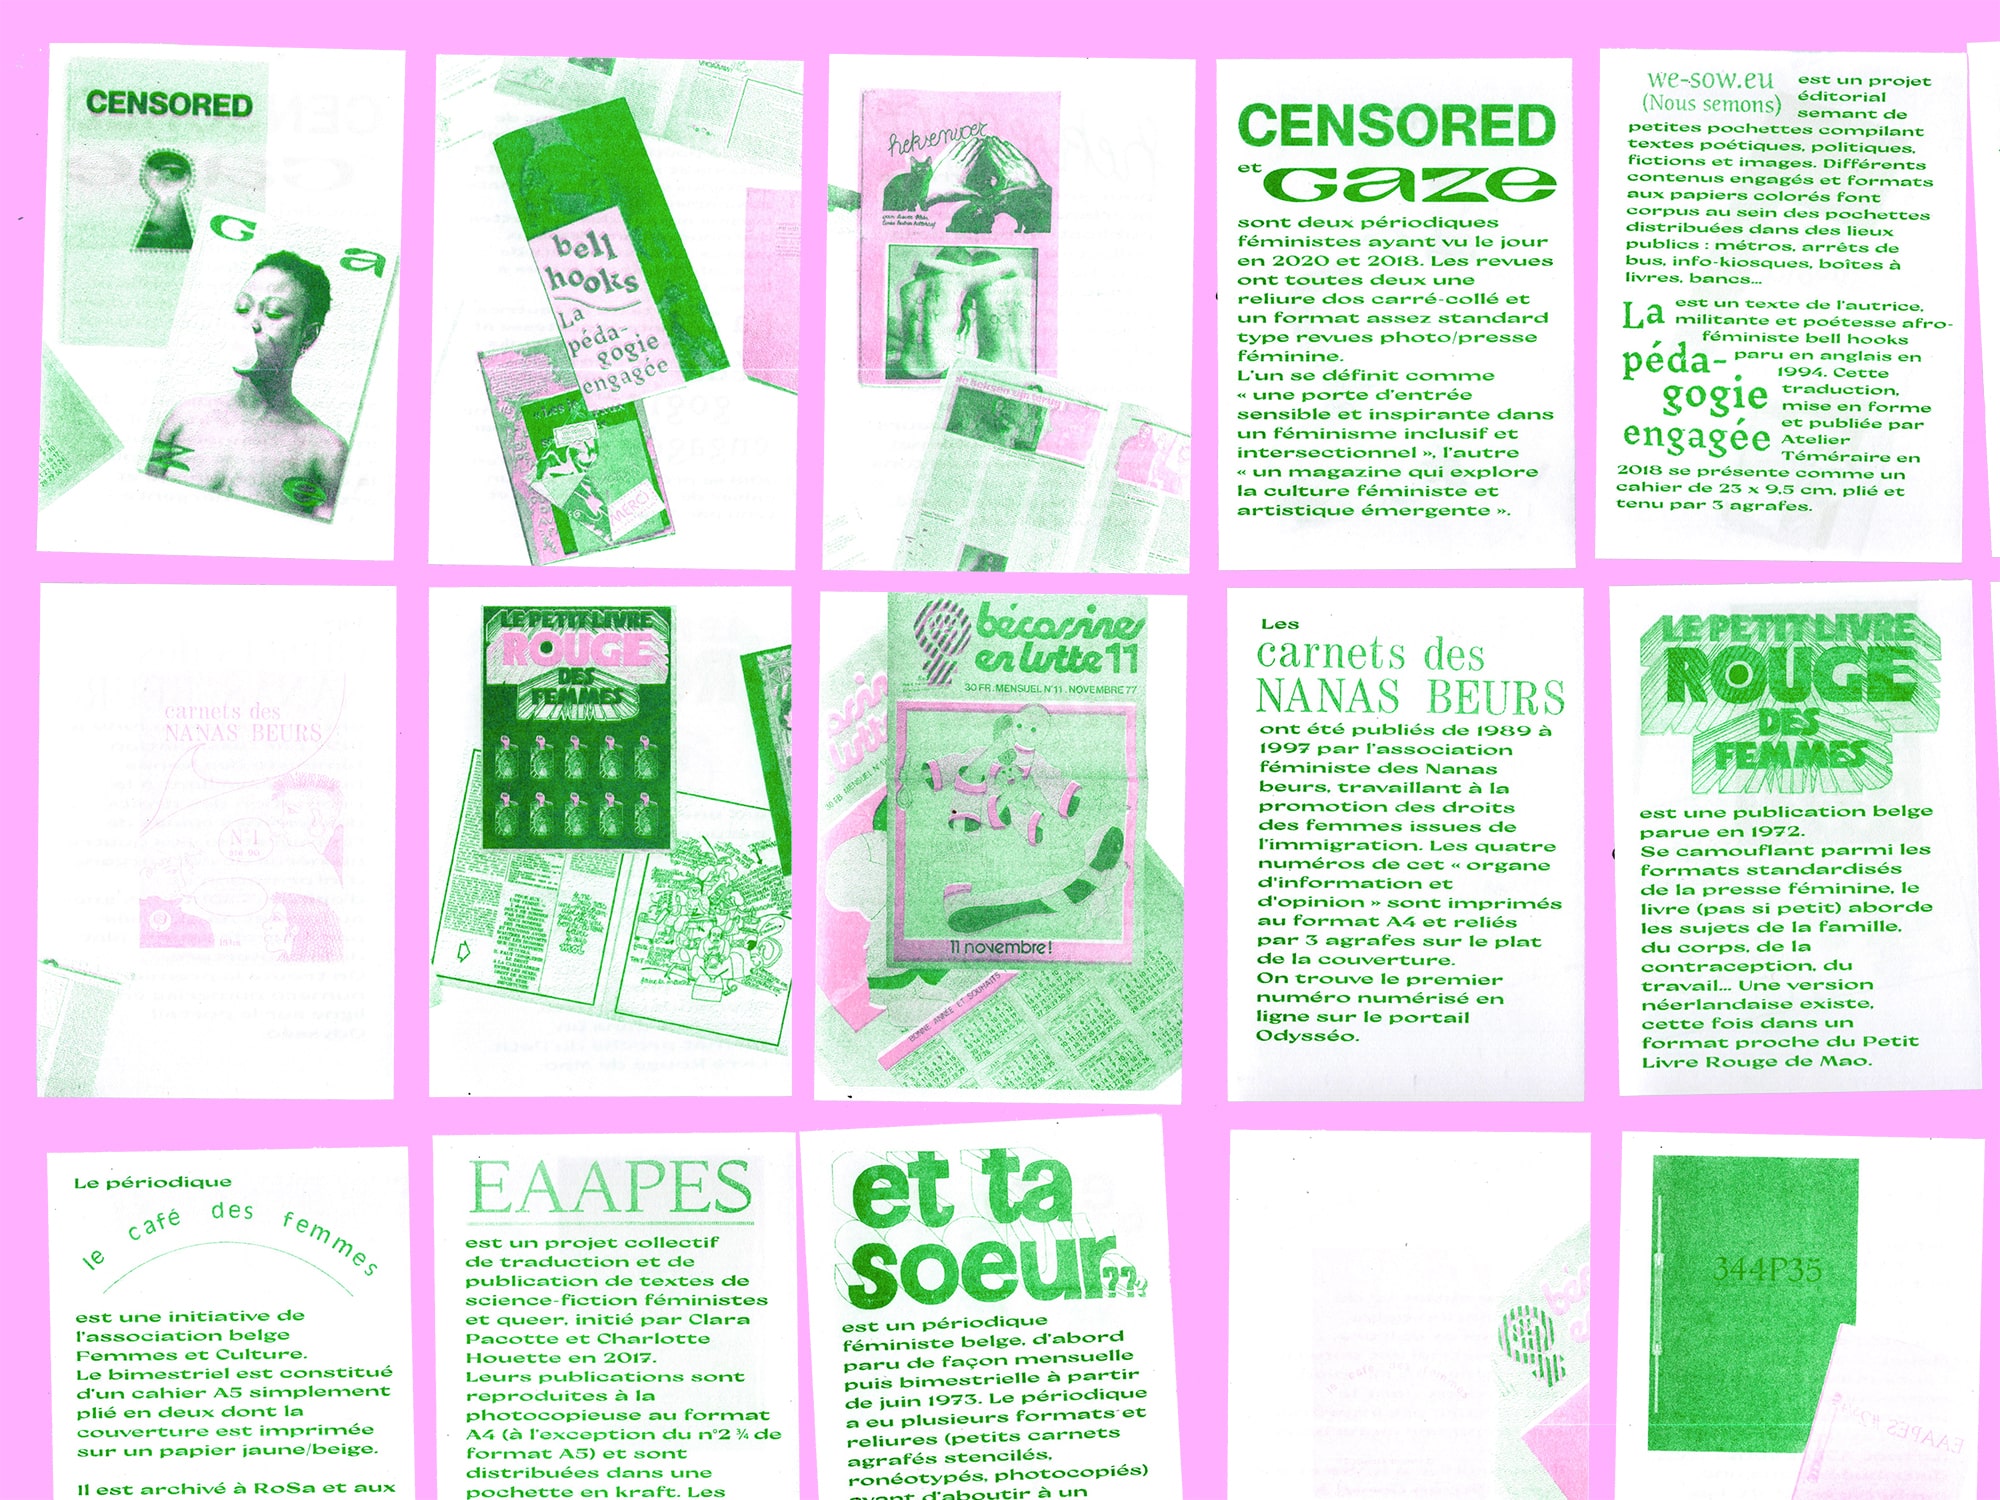 CENSORED
G
a
z
e
bell
hooks
La
péda-
gogie
engagée
MERCI
heksennacer
CENSORED
et Gaze
sont deux périodiques
féministes ayant vu le jour
en 2020 et 2018. Les revues
ont toutes deux une
reliure dos carré-collé et
un format assez standard
type revues photo/presse
féminine.
L'un se définit comme
« une porte d'entrée
sensible et inspirante dans
un féminisme inclusif et
intersectionnel », l'autre
« un magazine qui explore
la culture féministe et
artistique émergente ».
we-sow.eu
(Nous semons)
est un projet
éditorial
semant de
petites pochettes compilant
textes poétiques, politiques,
fictions et images. Différents
contenus engagés et formats
aux papiers colorés font
corpus au sein des pochettes
distribuées dans des lieux
publics : métros, arrêts de
bus, info-kiosques, boîtes à
livres, bancs...
La
péda-
gogie
engagée
est un texte de l'autrice,
militante et poétesse afro-
féministe bell hooks
paru en anglais en
1994. Cette
traduction,
mise en forme
et publiée par
Atelier
Téméraire en
2018 se présente comme un
cahier de 23 x 9,5 cm, plié et
tenu par 3 agrafes.
carnets des
NANAS BEURS
N°1
LE PETIT LIVRE
ROUGE
DES
FEMMES
bécassines
en lutte 11
30 FR. MENSUEL N°11. NOVEMBRE 77
11 novembre!
BONNE ANNÉE ET SOUHAITS
Les
carnets des
NANAS BEURS
ont été publiés de 1989 à
1997 par l'association
féministe des Nanas
beurs, travaillant à la
promotion des droits
des femmes issues de
l'immigration. Les quatre
numéros de cet « organe
d'information et
d'opinion » sont imprimés
au format A4 et reliés
par 3 agrafes sur le plat
de la couverture.
On trouve le premier
numéro numérisé en
ligne sur le portail
Odysséo.
LE PETIT LIVRE
ROUGE
DES
FEMMES
est une publication belge
parue en 1972.
Se camouflant parmi les
formats standardisés
de la presse féminine, le
livre (pas si petit) aborde
les sujets de la famille,
du corps, de la
contraception, du
travail... Une version
néerlandaise existe,
cette fois dans un
format proche du Petit
Livre Rouge de Mao.
Le périodique
le café des femmes
est une initiative de
l'association belge
Femmes et Culture.
Le bimestriel est constitué
d'un cahier A5 simplement
plié en deux dont la
couverture est imprimée
sur un papier jaune/beige.
Il est archivé à RoSa et aux
EAAPES
est un projet collectif
de traduction et de
publication de textes de
science-fiction féministes
et queer, initié par Clara
Pacotte et Charlotte
Houette en 2017.
Leurs publications sont
reproduites à la
photocopieuse au format
A4 (à l'exception du n°2 ¾ de
format A5) et sont
distribuées dans une
pochette en kraft. Les
et ta
soeur??
est un périodique
féministe belge, d'abord
paru de façon mensuelle
puis bimestrielle à partir
de juin 1973. Le périodique
a eu plusieurs formats et
reliures (petits carnets
agrafés stencilés,
ronéotypés, photocopiés)
avant d'aboutir à un
344P35
EAAPES